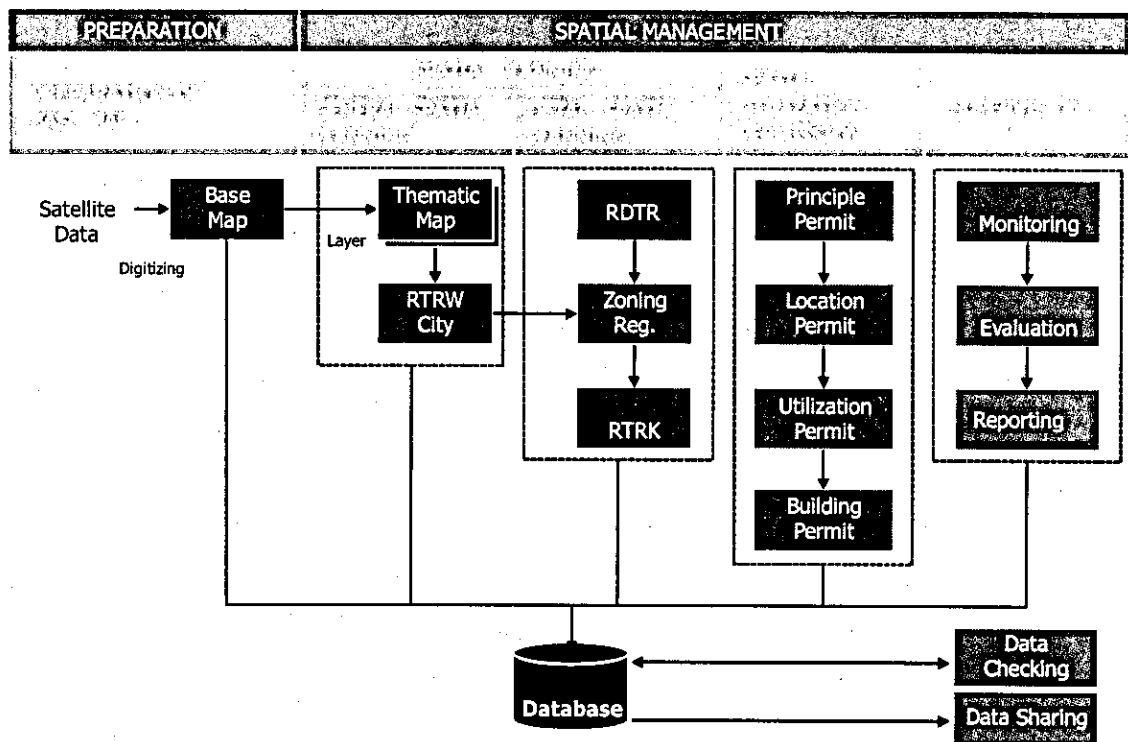 PREPARATION
SPATIAL MANAGEMENT
Satellite
Data
Digitizing
Base
Map
Layer
Thematic
Map
RTRW
City
RDTR
Zoning
Reg.
RTRK
Principle
Permit
Location
Permit
Utilization
Permit
Building
Permit
Monitoring
Evaluation
Reporting
Database
Data
Checking
Data Sharing